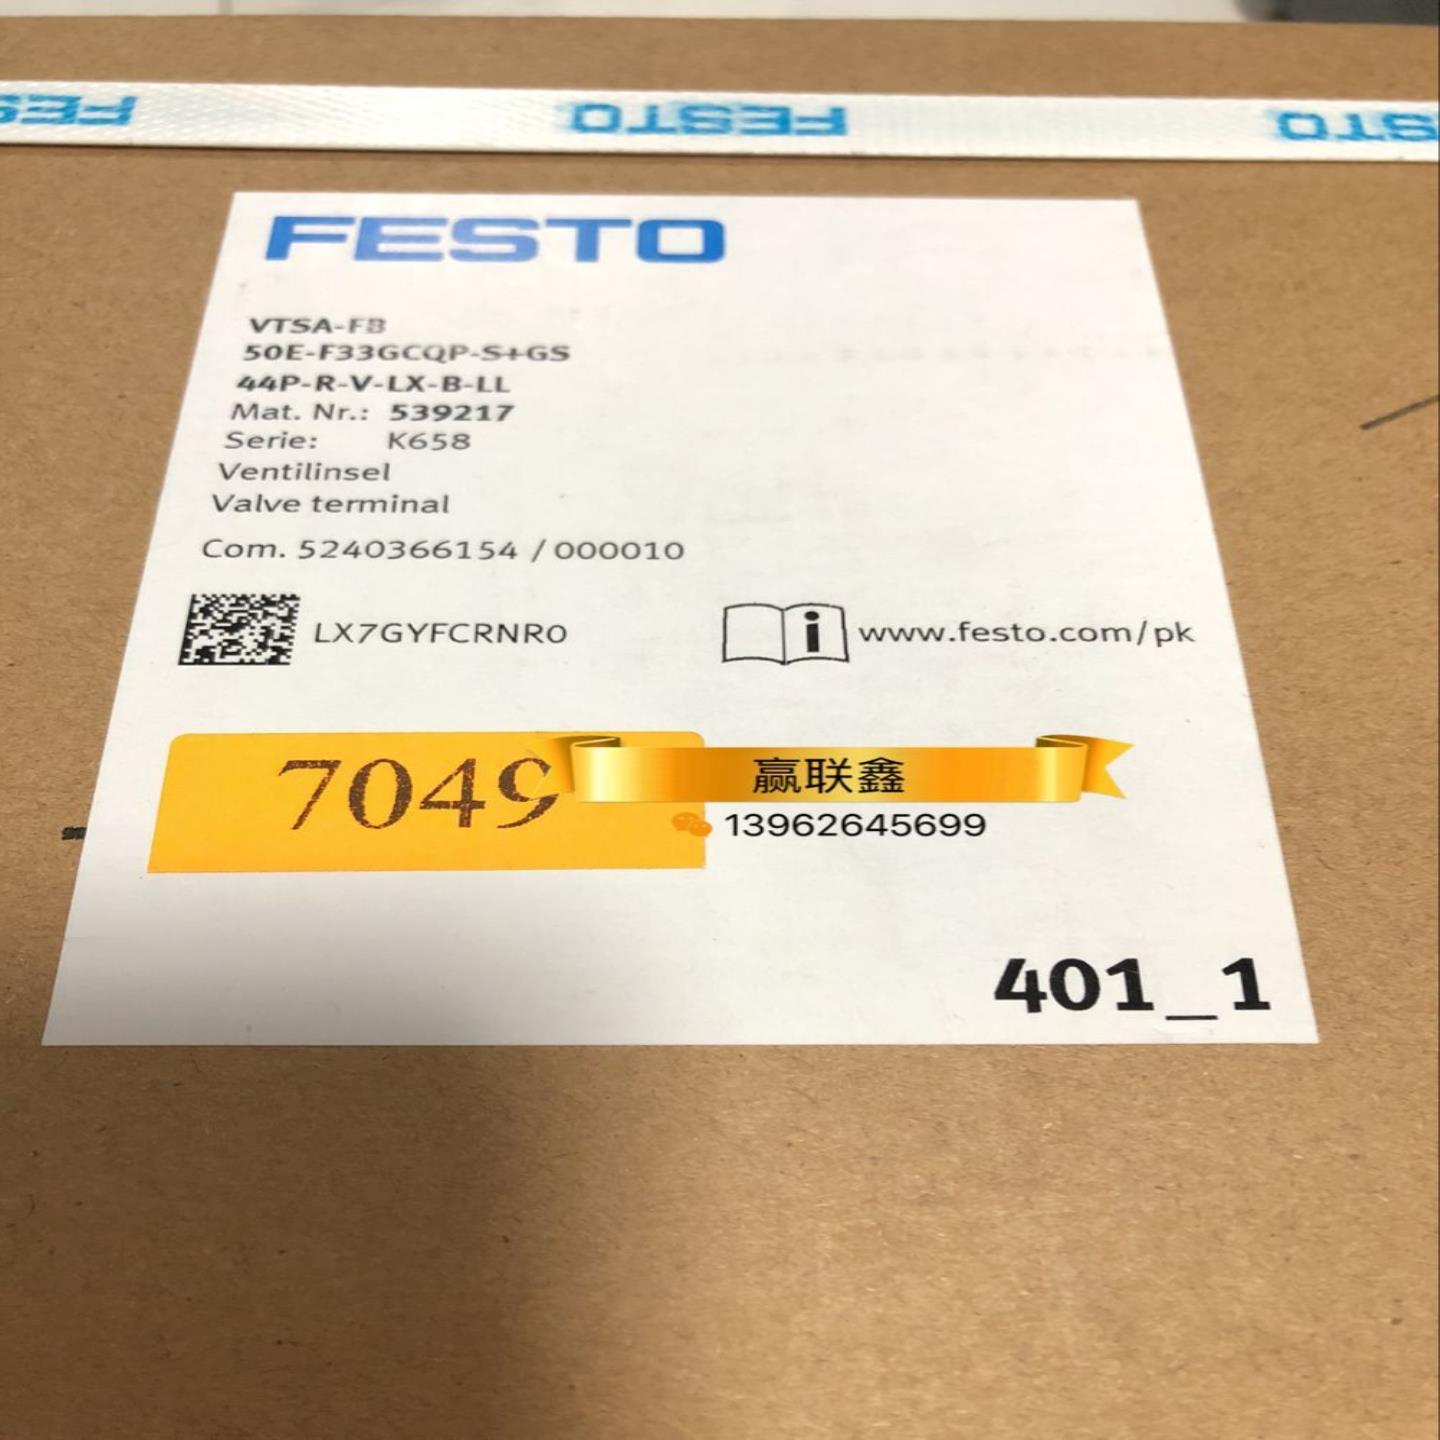 FESTO
FESTO
FESTO
FESTO
VTSA-FB
50E-F33GCQP-S+GS
44P-R-V-LX-B-LL
Mat. Nr.: 539217
Serie: K658
Ventilinsel
Valve terminal
Com. 5240366154 / 000010
LX7GYFCRNR0
i www.festo.com/pk
7049
赢联鑫
13962645699
401_1